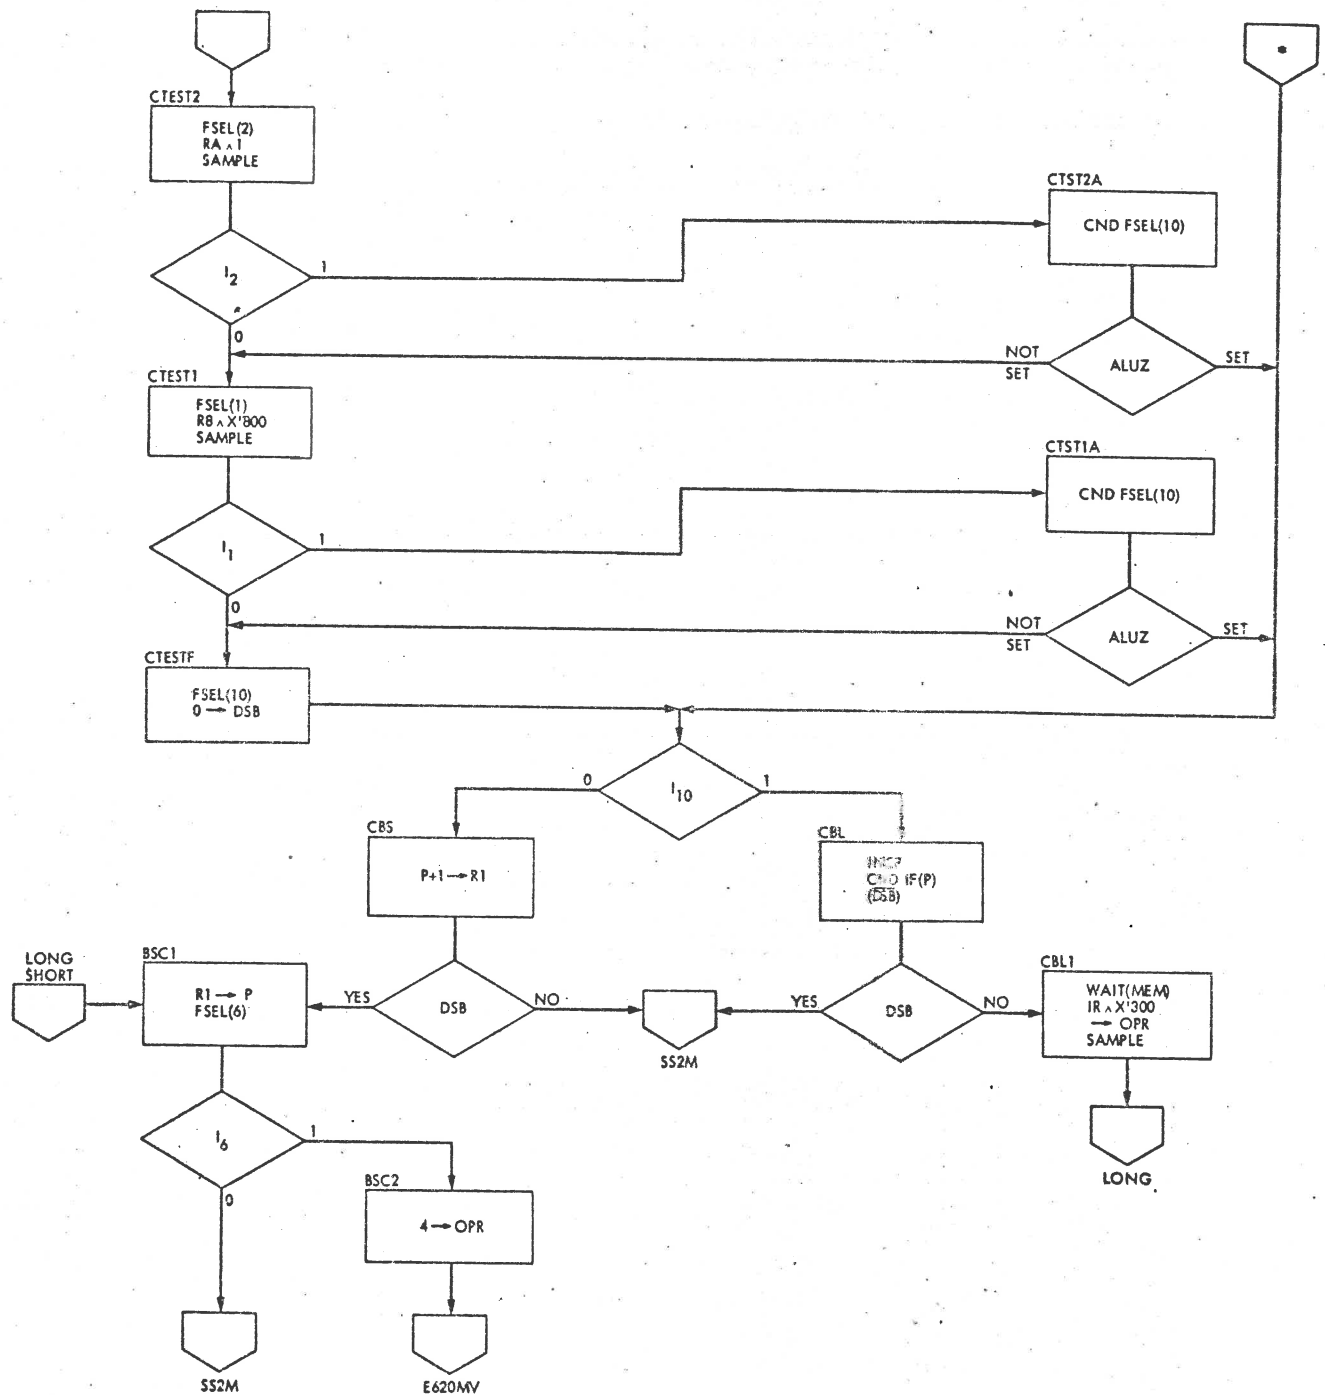 *
CTEST2
FSEL(2)
RA ∧ 1
SAMPLE
CTST2A
CND FSEL(10)
I2
1
0
NOT
SET
ALUZ
SET
CTEST1
FSEL(1)
R8 ∧ X'800
SAMPLE
CTST1A
CND FSEL(10)
I1
1
0
NOT
SET
ALUZ
SET
CTESTF
FSEL(10)
0 → DSB
0
I10
1
CBS
P+1 → R1
CBL
CND IF(P)
(DSB)
LONG
SHORT
BSC1
R1 → P
FSEL(6)
YES
DSB
NO
SS2M
YES
DSB
NO
CBL1
WAIT(MEM)
IR ∧ X'300
→ OPR
SAMPLE
LONG
I6
1
0
BSC2
4 → OPR
SS2M
E620MV